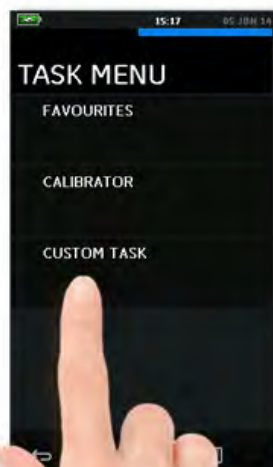 15:17 05 JUN 14
TASK MENU
FAVOURITES
CALIBRATOR
CUSTOM TASK